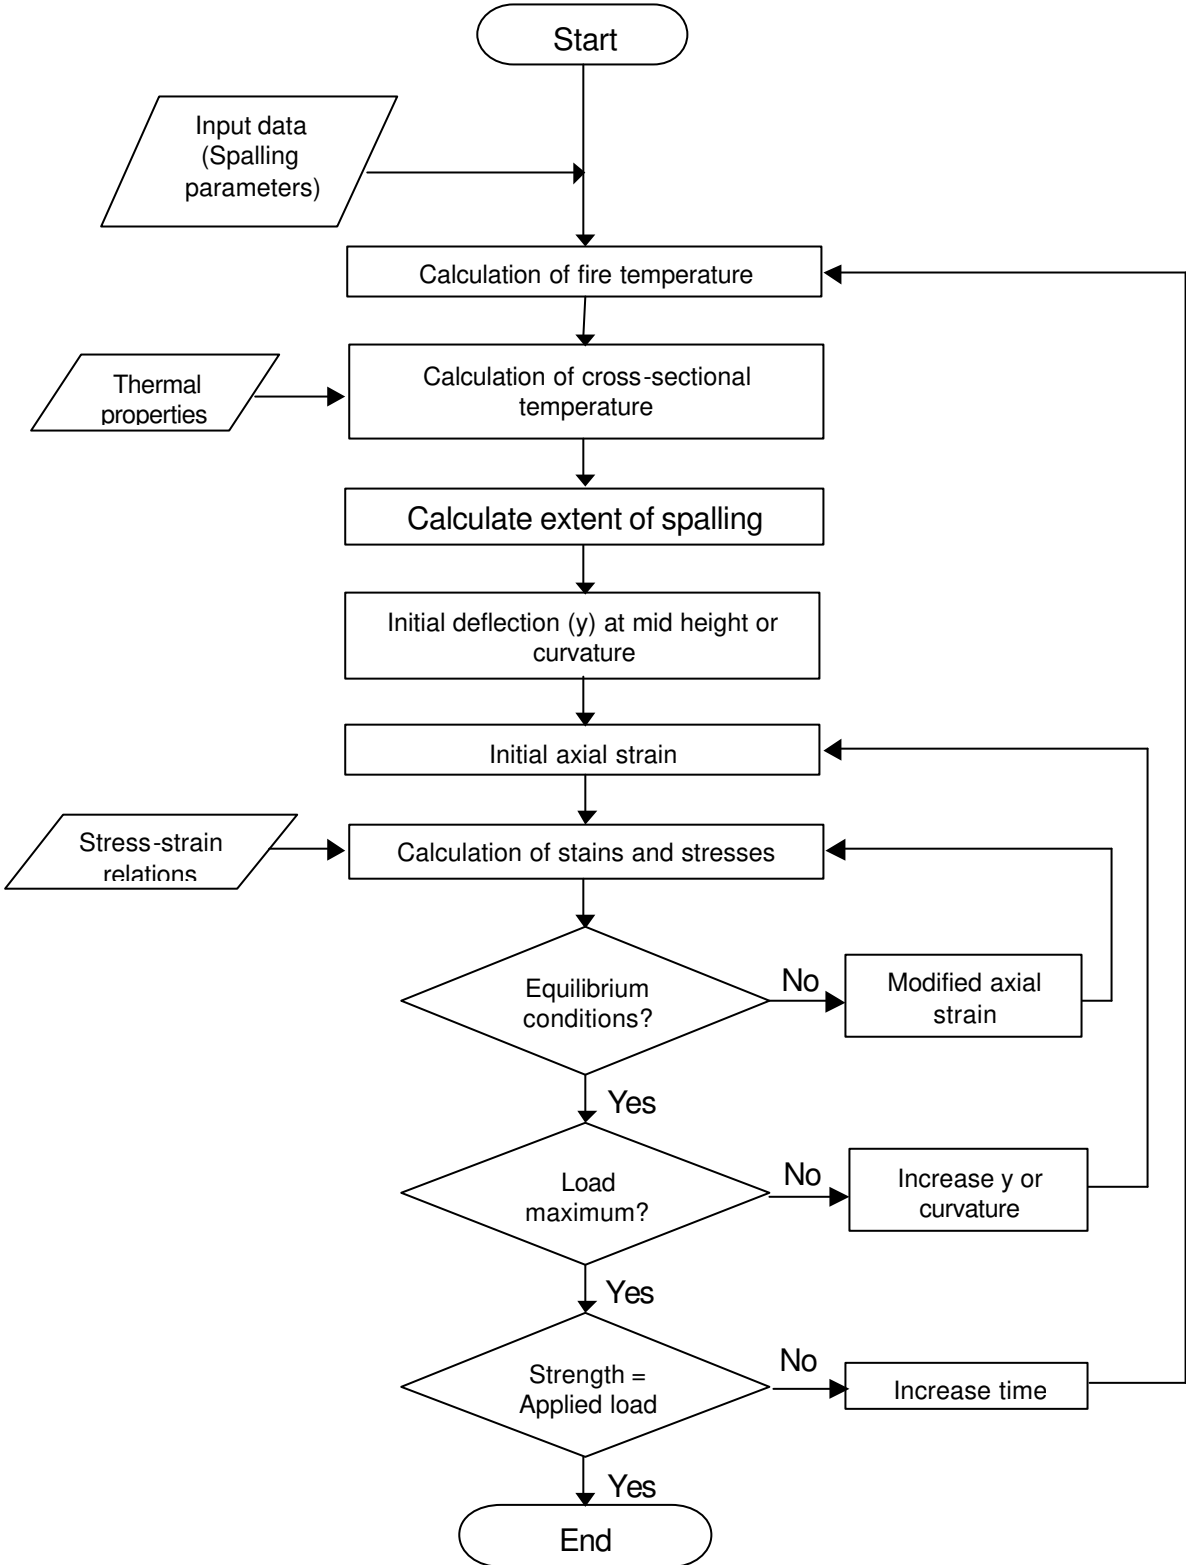 Start
Input data
(Spalling
parameters)
Calculation of fire temperature
Thermal
properties
Calculation of cross-sectional
temperature
Calculate extent of spalling
Initial deflection (y) at mid height or
curvature
Initial axial strain
Stress-strain
relations
Calculation of stains and stresses
Equilibrium
conditions?
No
Modified axial
strain
Yes
Load
maximum?
No
Increase y or
curvature
Yes
Strength =
Applied load
No
Increase time
Yes
End